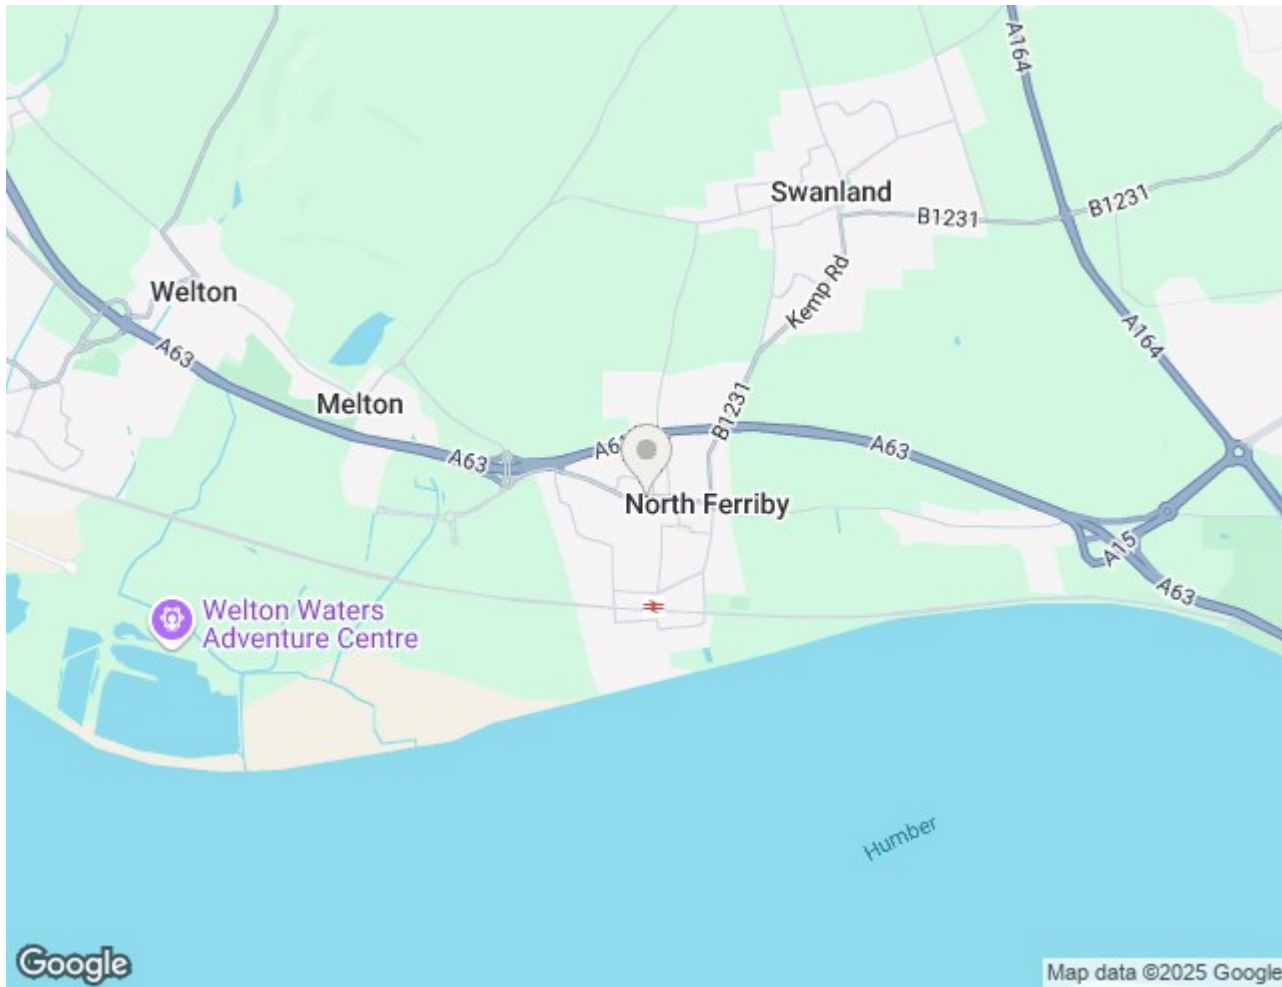 A164
Swanland
B1231
B1231
Kemp Rd
Welton
A63
A164
Melton
B1231
A63
A63
North Ferriby
A15
A63
Welton Waters
Adventure Centre
Humber
Google
Map data ©2025 Google